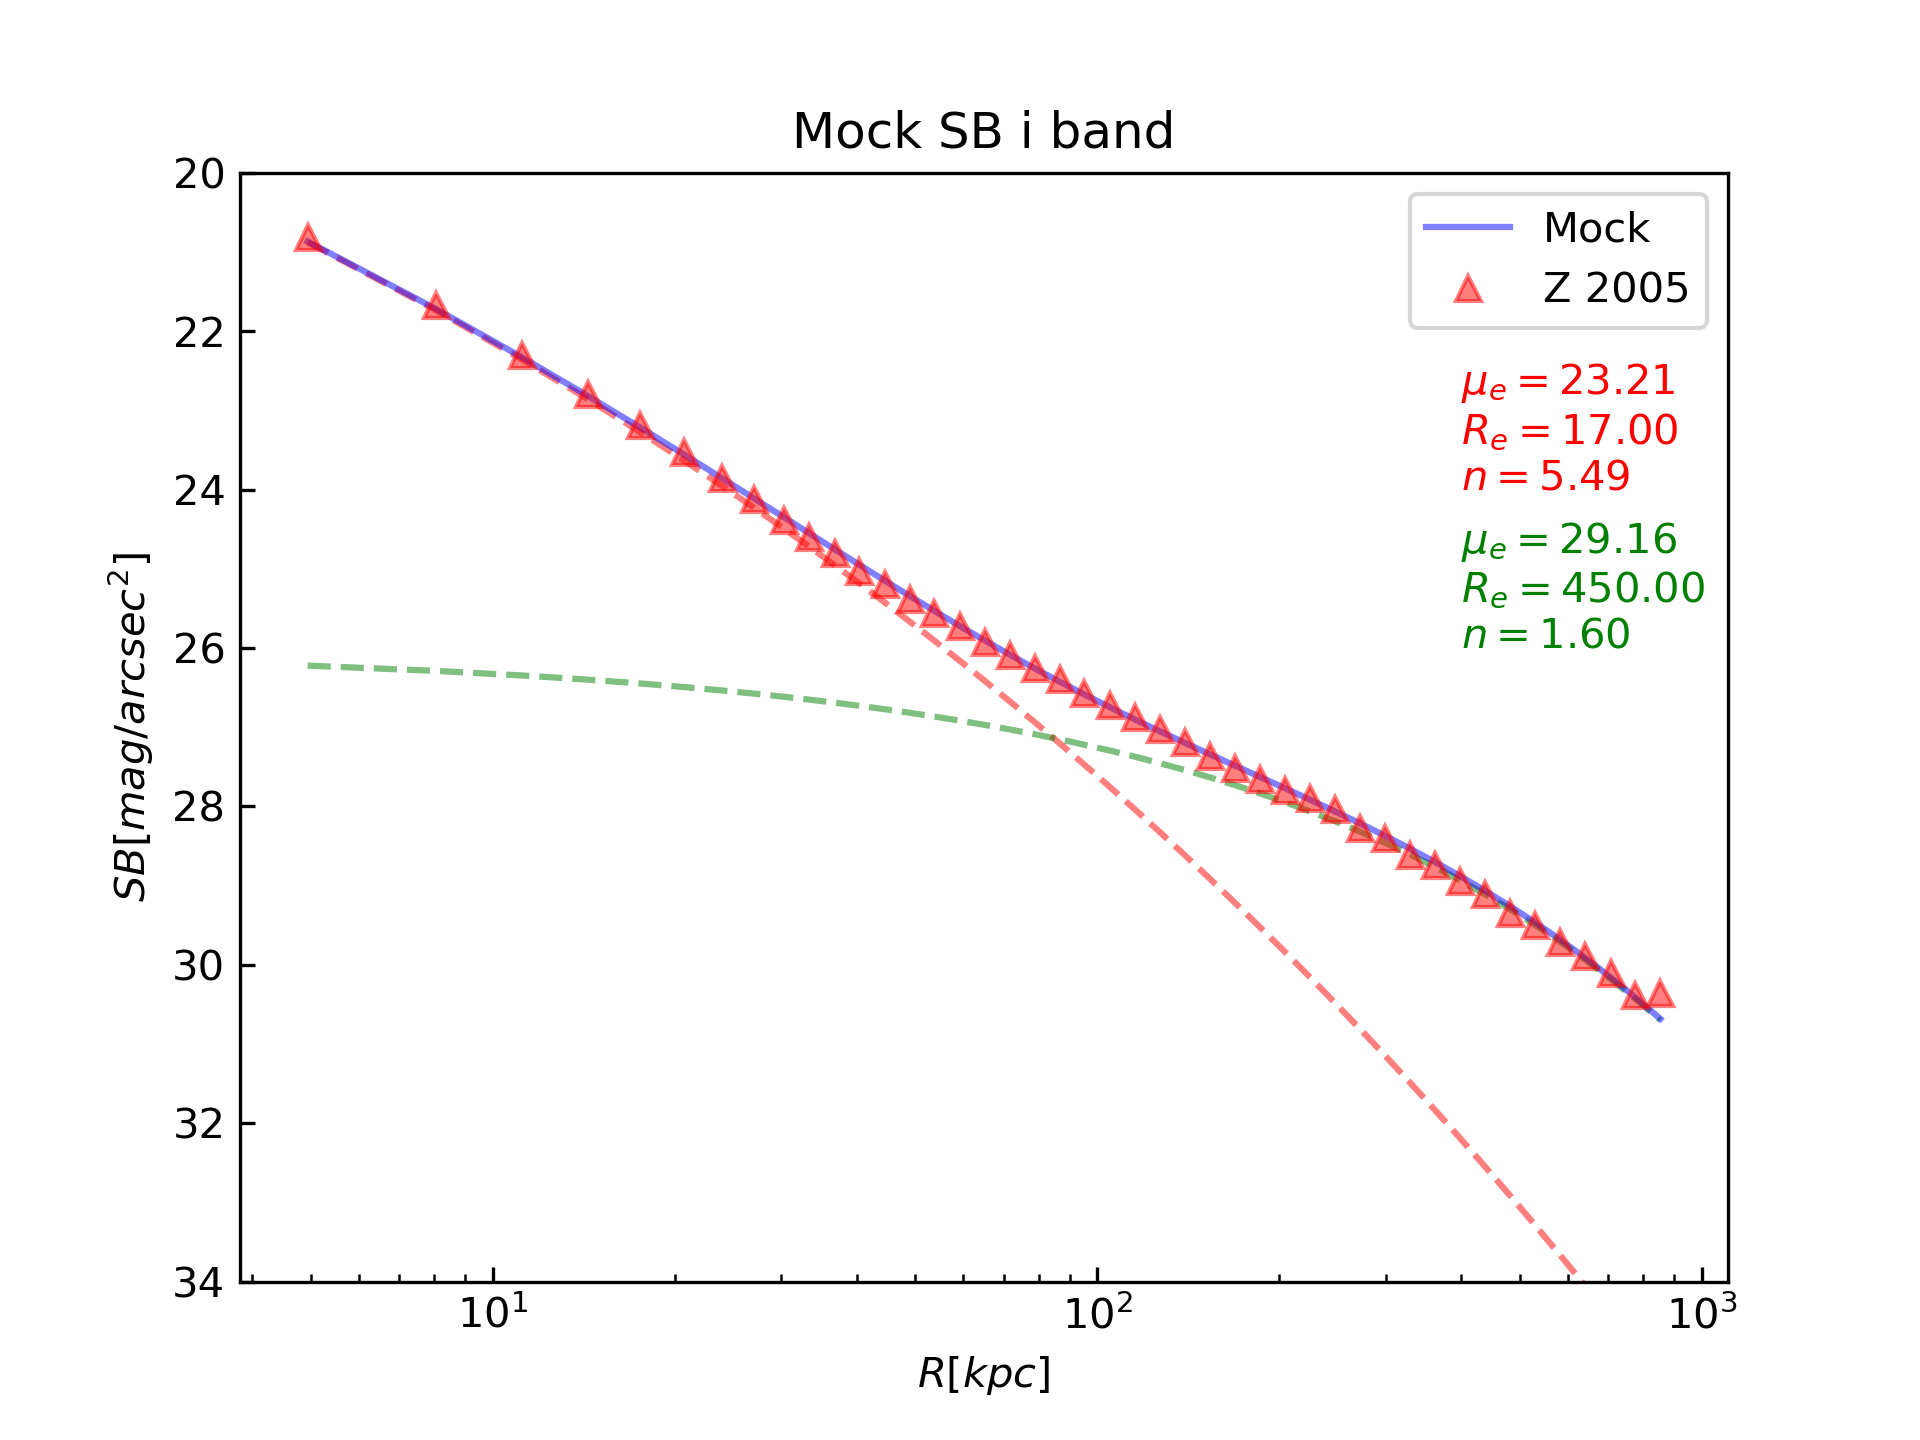 Mock SB i band
20
22
24
26
28
30
32
34
SB[mag/arcsec²]
10¹
10²
10³
R[kpc]
Mock
Z 2005
μₑ = 23.21
Rₑ = 17.00
n = 5.49
μₑ = 29.16
Rₑ = 450.00
n = 1.60